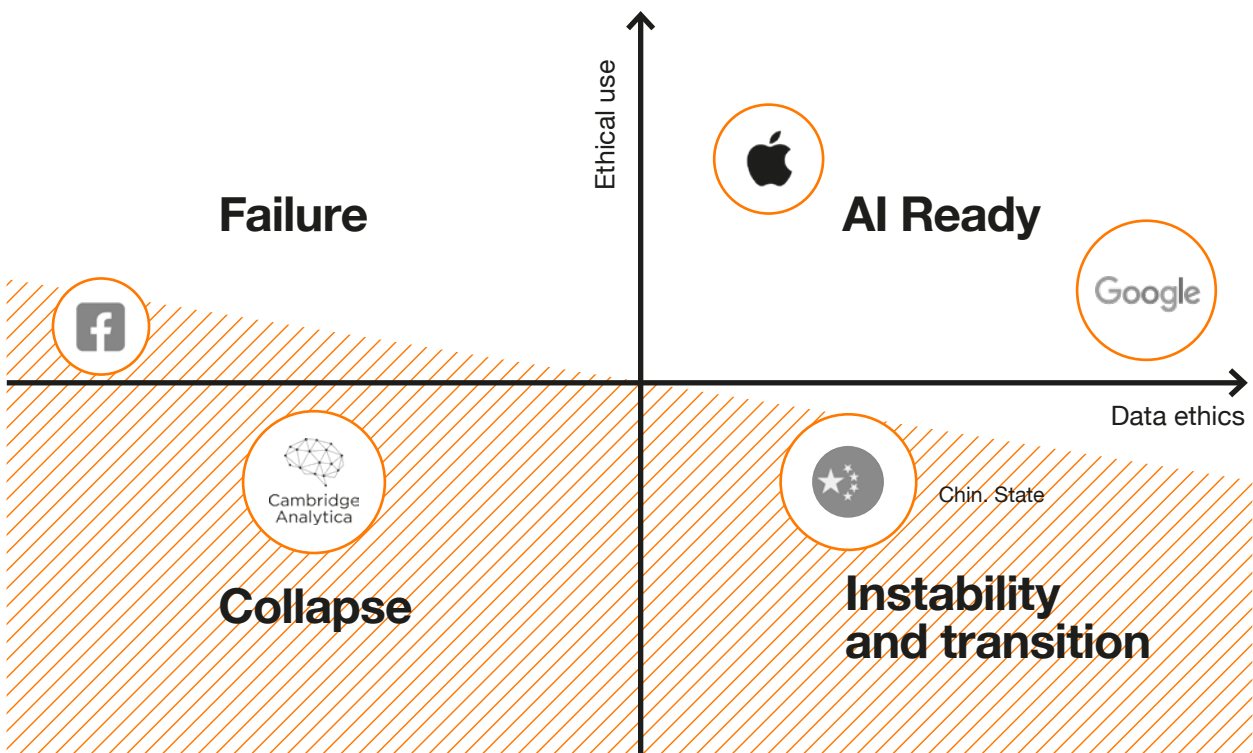 Ethical use
Failure
AI Ready
Google
Data ethics
Cambridge
Analytica
Chin. State
Collapse
Instability
and transition